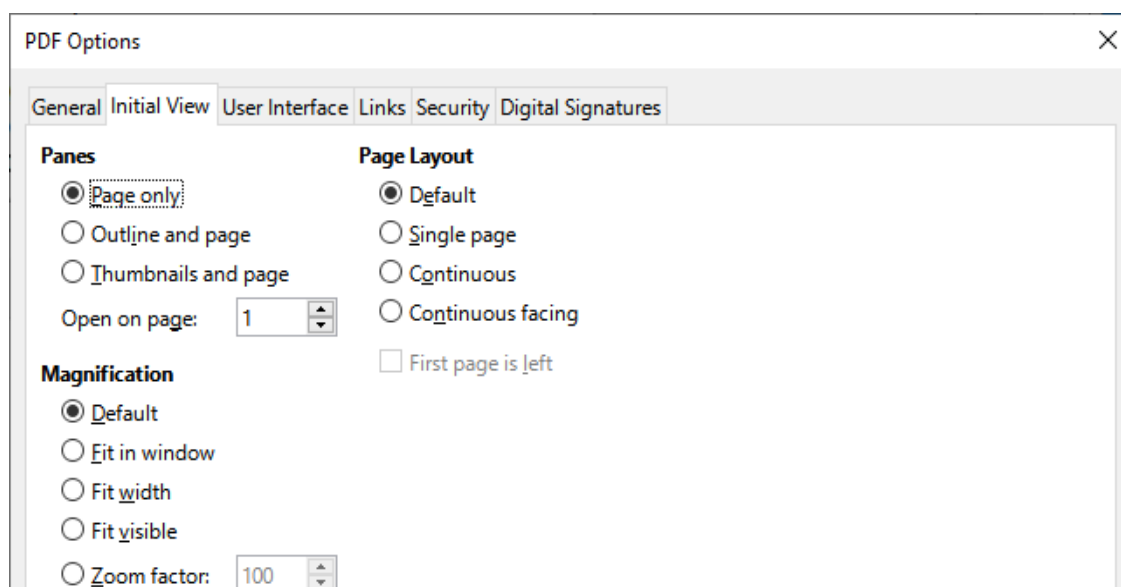 PDF Options
General Initial View User Interface Links Security Digital Signatures
Panes
Page only
Outline and page
Thumbnails and page
Open on page: 1
Page Layout
Default
Single page
Continuous
Continuous facing
First page is left
Magnification
Default
Fit in window
Fit width
Fit visible
Zoom factor: 100